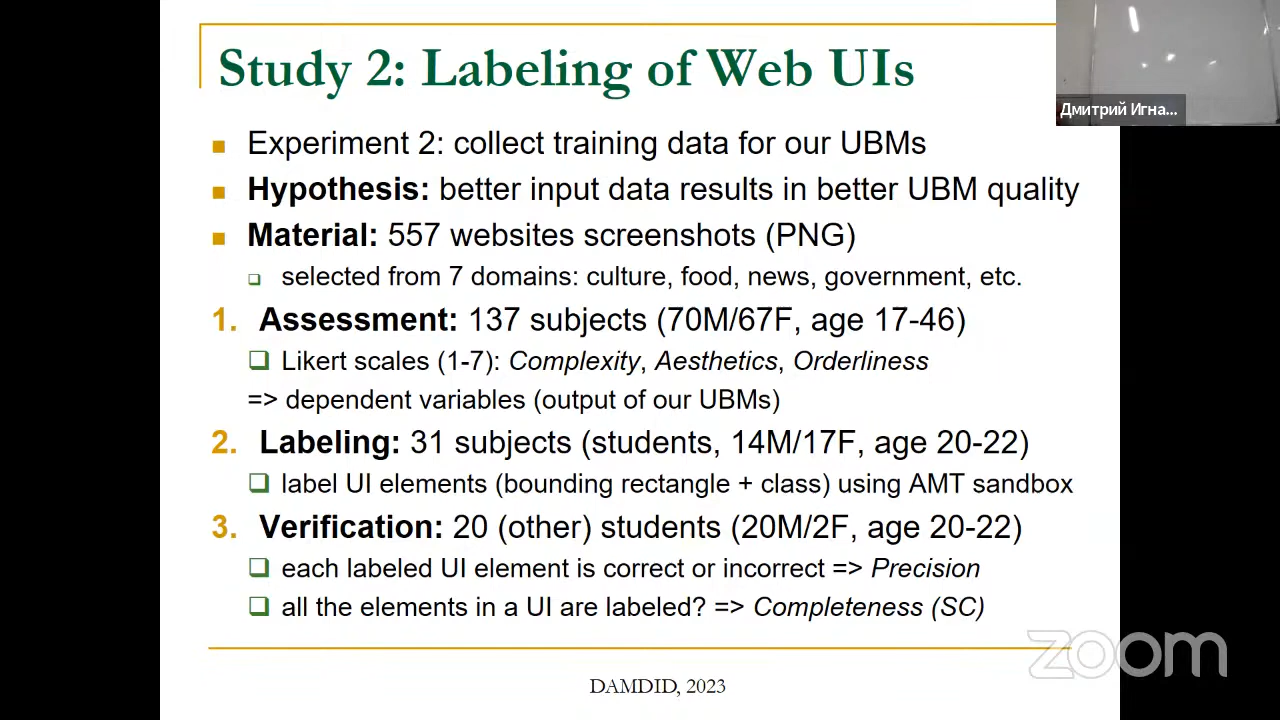 Study 2: Labeling of Web UIs
Дмитрий Игна...
Experiment 2: collect training data for our UBMs
Hypothesis: better input data results in better UBM quality
Material: 557 websites screenshots (PNG)
selected from 7 domains: culture, food, news, government, etc.
1. Assessment: 137 subjects (70M/67F, age 17-46)
Likert scales (1-7): Complexity, Aesthetics, Orderliness
=> dependent variables (output of our UBMs)
2. Labeling: 31 subjects (students, 14M/17F, age 20-22)
label UI elements (bounding rectangle + class) using AMT sandbox
3. Verification: 20 (other) students (20M/2F, age 20-22)
each labeled UI element is correct or incorrect => Precision
all the elements in a UI are labeled? => Completeness (SC)
zoom
DAMDID, 2023